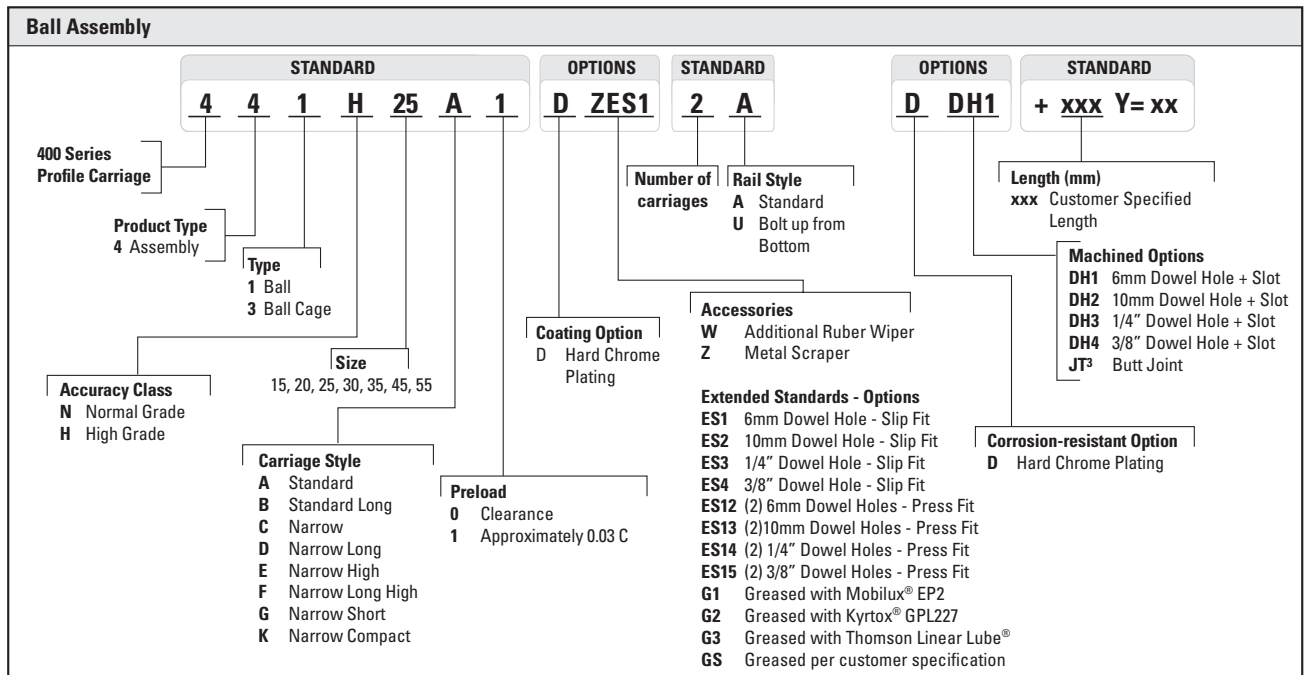 Ball Assembly
STANDARD
OPTIONS
STANDARD
OPTIONS
STANDARD
4 4 1 H 25 A 1
D ZES1
2 A
D DH1
+ xxx Y= xx
400 Series
Profile Carriage
Product Type
4 Assembly
Type
1 Ball
3 Ball Cage
Accuracy Class
N Normal Grade
H High Grade
Size
15, 20, 25, 30, 35, 45, 55
Carriage Style
A Standard
B Standard Long
C Narrow
D Narrow Long
E Narrow High
F Narrow Long High
G Narrow Short
K Narrow Compact
Preload
0 Clearance
1 Approximately 0.03 C
Coating Option
D Hard Chrome
Plating
Number of
carriages
Rail Style
A Standard
U Bolt up from
Bottom
Accessories
W Additional Ruber Wiper
Z Metal Scraper
Extended Standards - Options
ES1 6mm Dowel Hole - Slip Fit
ES2 10mm Dowel Hole - Slip Fit
ES3 1/4″ Dowel Hole - Slip Fit
ES4 3/8″ Dowel Hole - Slip Fit
ES12 (2) 6mm Dowel Holes - Press Fit
ES13 (2)10mm Dowel Holes - Press Fit
ES14 (2) 1/4″ Dowel Holes - Press Fit
ES15 (2) 3/8″ Dowel Holes - Press Fit
G1 Greased with Mobilux® EP2
G2 Greased with Kyrtox® GPL227
G3 Greased with Thomson Linear Lube®
GS Greased per customer specification
Length (mm)
xxx Customer Specified
Length
Machined Options
DH1 6mm Dowel Hole + Slot
DH2 10mm Dowel Hole + Slot
DH3 1/4″ Dowel Hole + Slot
DH4 3/8″ Dowel Hole + Slot
JT³ Butt Joint
Corrosion-resistant Option
D Hard Chrome Plating